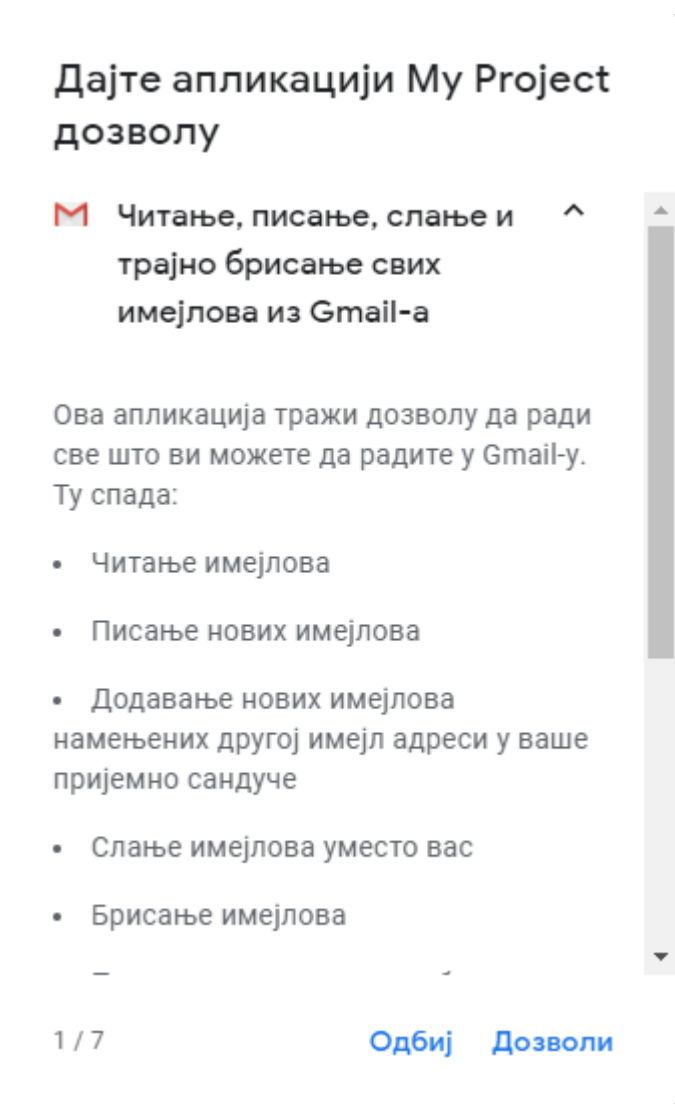 Дајте апликацији My Project
дозволу
Читање, писање, слање и
трајно брисање свих
имејлова из Gmail-а
Ова апликација тражи дозволу да ради
све што ви можете да радите у Gmail-у.
Ту спада:
• Читање имејлова
• Писање нових имејлова
• Додавање нових имејлова
намењених другој имејл адреси у ваше
пријемно сандуче
• Слање имејлова уместо вас
• Брисање имејлова
1 / 7
Одбиј Дозволи